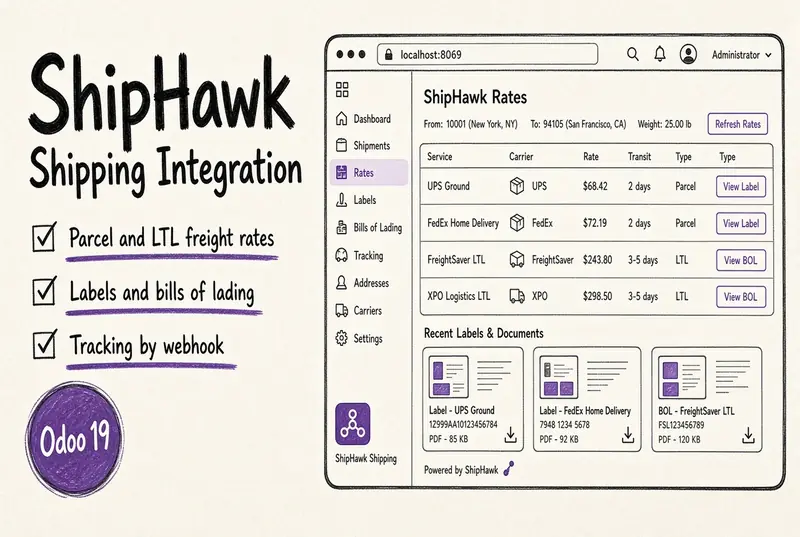 ShipHawk
Shipping Integration
Parcel and LTL freight rates
Labels and bills of lading
Tracking by webhook
Odoo 19
localhost:8069
Administrator
Dashboard
Shipments
Rates
Labels
Bills of Lading
Tracking
Addresses
Carriers
Settings
ShipHawk Shipping
ShipHawk Rates
From: 10001 (New York, NY) To: 94105 (San Francisco, CA) Weight: 25.00 lb Refresh Rates
Service Carrier Rate Transit Type Type
UPS Ground UPS $68.42 2 days Parcel View Label
FedEx Home Delivery FedEx $72.19 2 days Parcel View Label
FreightSaver LTL FreightSaver $243.80 3-5 days LTL View BOL
XPO Logistics LTL XPO $298.50 3-5 days LTL View BOL
Recent Labels & Documents
Label - UPS Ground
1Z999AA10123456784
PDF - 85 KB
Label - FedEx Home Delivery
7948 1234 5678
PDF - 92 KB
BOL - FreightSaver LTL
FSL123456789
PDF - 120 KB
Powered by ShipHawk